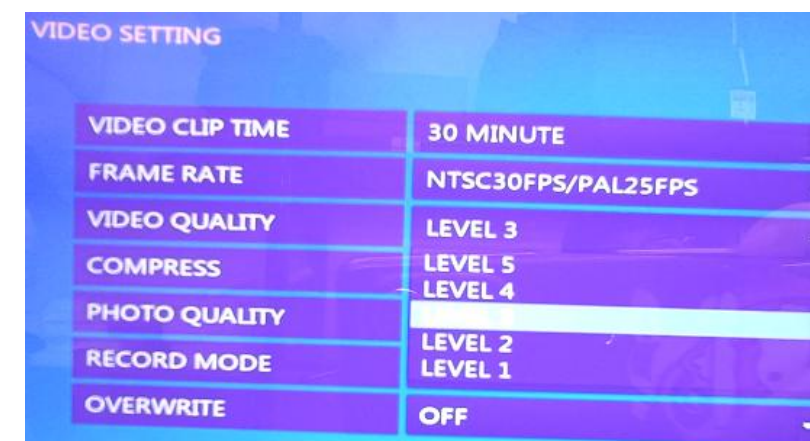 VIDEO SETTING
VIDEO CLIP TIME 30 MINUTE
FRAME RATE NTSC30FPS/PAL25FPS
VIDEO QUALITY LEVEL 3
COMPRESS LEVEL 5
LEVEL 4
PHOTO QUALITY
LEVEL 2
RECORD MODE LEVEL 1
OVERWRITE OFF